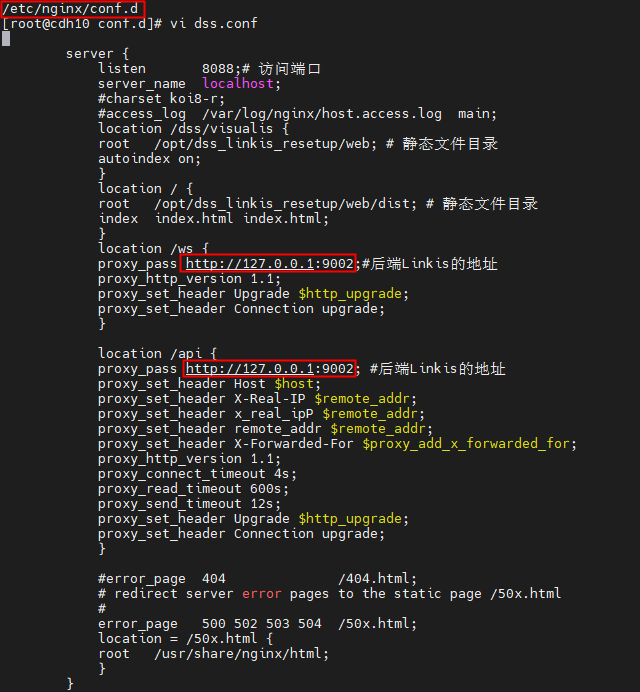 /etc/nginx/conf.d
[root@cdh10 conf.d]# vi dss.conf
server {
listen 8088;# 访问端口
server_name localhost;
#charset koi8-r;
#access_log /var/log/nginx/host.access.log main;
location /dss/visualis {
root /opt/dss_linkis_resetup/web; # 静态文件目录
autoindex on;
}
location / {
root /opt/dss_linkis_resetup/web/dist; # 静态文件目录
index index.html index.html;
}
location /ws {
proxy_pass http://127.0.0.1:9002;#后端Linkis的地址
proxy_http_version 1.1;
proxy_set_header Upgrade $http_upgrade;
proxy_set_header Connection upgrade;
}
location /api {
proxy_pass http://127.0.0.1:9002; #后端Linkis的地址
proxy_set_header Host $host;
proxy_set_header X-Real-IP $remote_addr;
proxy_set_header x_real_ipP $remote_addr;
proxy_set_header remote_addr $remote_addr;
proxy_set_header X-Forwarded-For $proxy_add_x_forwarded_for;
proxy_http_version 1.1;
proxy_connect_timeout 4s;
proxy_read_timeout 600s;
proxy_send_timeout 12s;
proxy_set_header Upgrade $http_upgrade;
proxy_set_header Connection upgrade;
}
#error_page 404 /404.html;
# redirect server error pages to the static page /50x.html
#
error_page 500 502 503 504 /50x.html;
location = /50x.html {
root /usr/share/nginx/html;
}
}